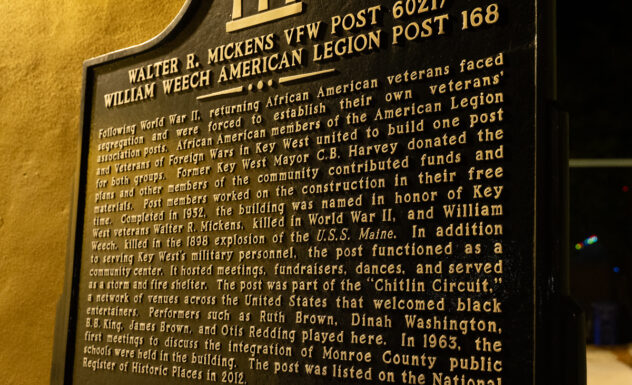 WALTER R. MICKENS VFW POST 6021/
WILLIAM WEECH AMERICAN LEGION POST 168
Following World War II, returning African American veterans faced
segregation and were forced to establish their own veterans'
association posts. African American members of the American Legion
and Veterans of Foreign Wars in Key West united to build one post
for both groups. Former Key West Mayor C.B. Harvey donated the
plans and other members of the community contributed funds and
materials. Post members worked on the construction in their free
time. Completed in 1952, the building was named in honor of Key
West veterans Walter R. Mickens, killed in World War II, and William
Weech, killed in the 1898 explosion of the U.S.S. Maine. In addition
to serving Key West's military personnel, the post functioned as a
community center. It hosted meetings, fundraisers, dances, and served
as a storm and fire shelter. The post was part of the "Chitlin Circuit,"
a network of venues across the United States that welcomed black
entertainers. Performers such as Ruth Brown, Dinah Washington,
B.B. King, James Brown, and Otis Redding played here. In 1963, the
first meetings to discuss the integration of Monroe County public
schools were held in the building. The post was listed on the National
Register of Historic Places in 2012.